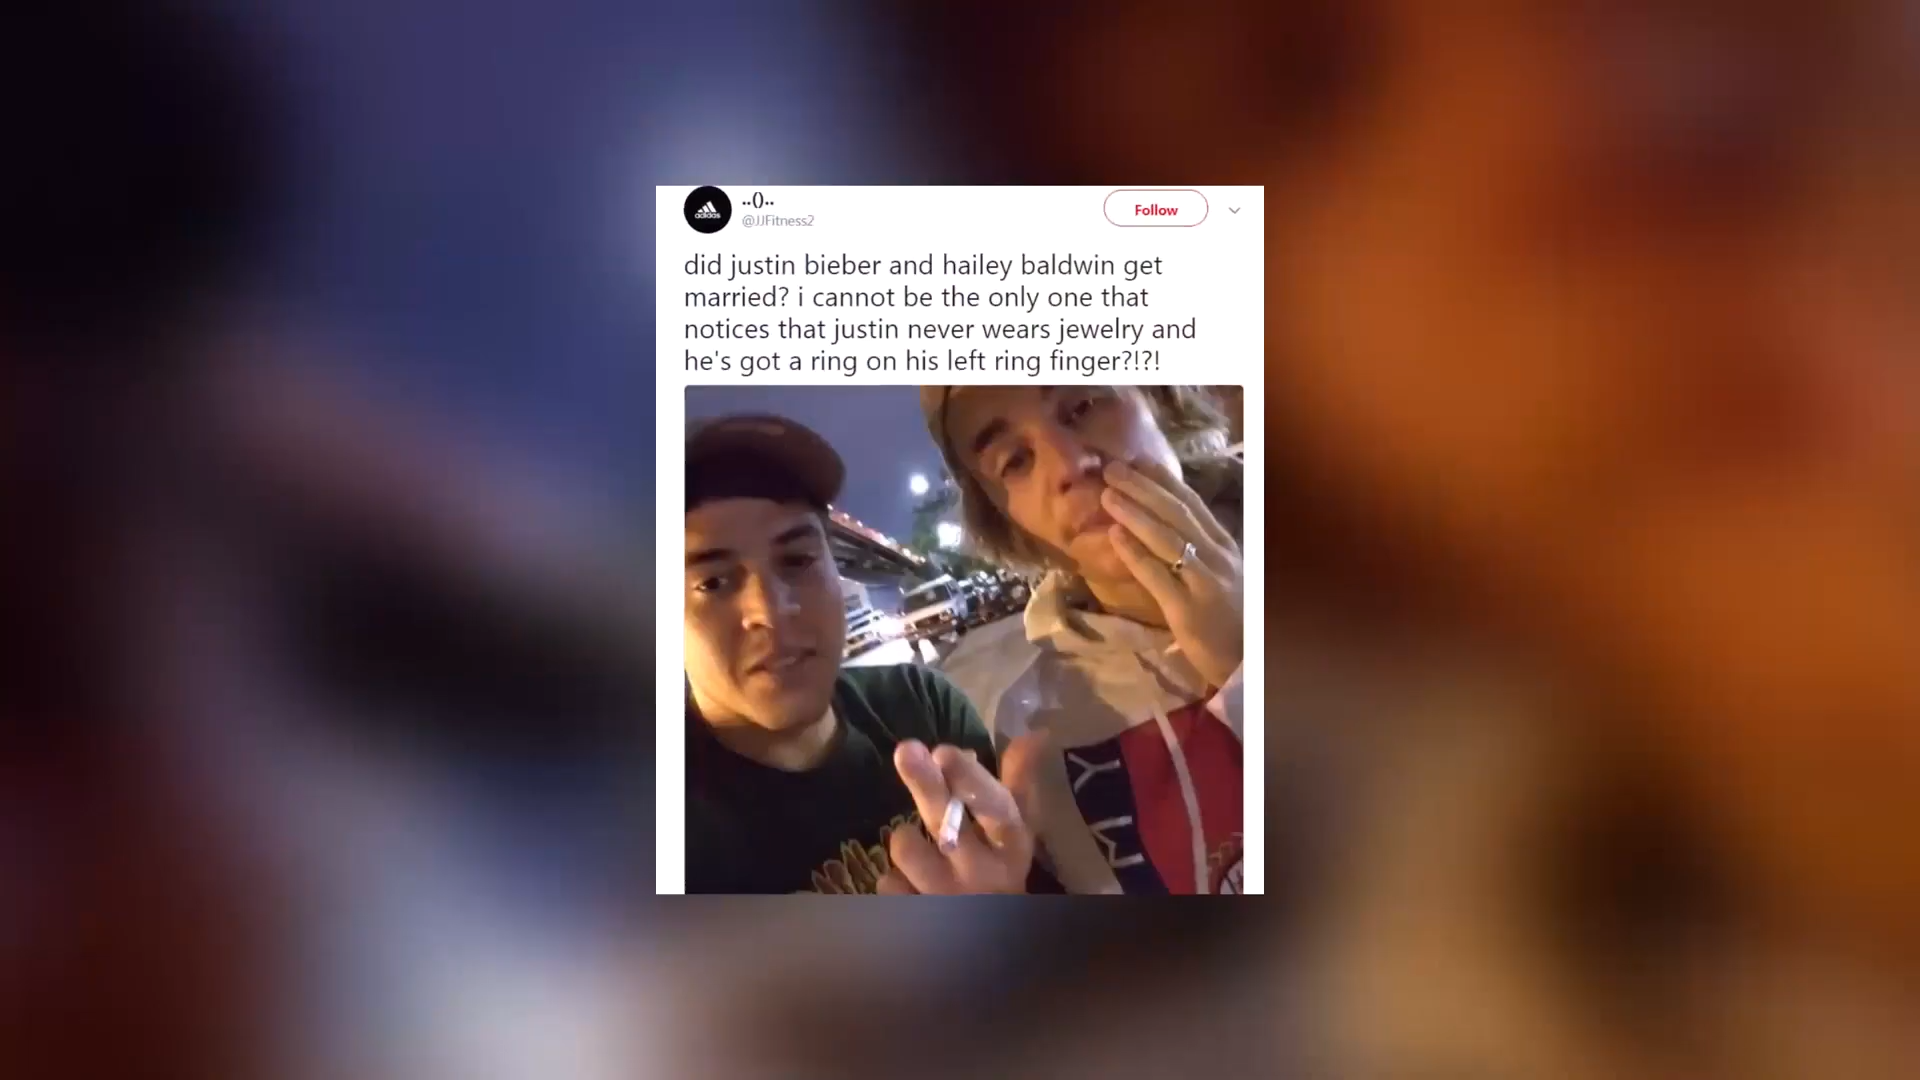 ..()..
@JJFitness2
adidas
Follow
did justin bieber and hailey baldwin get
married? i cannot be the only one that
notices that justin never wears jewelry and
he's got a ring on his left ring finger?!?!